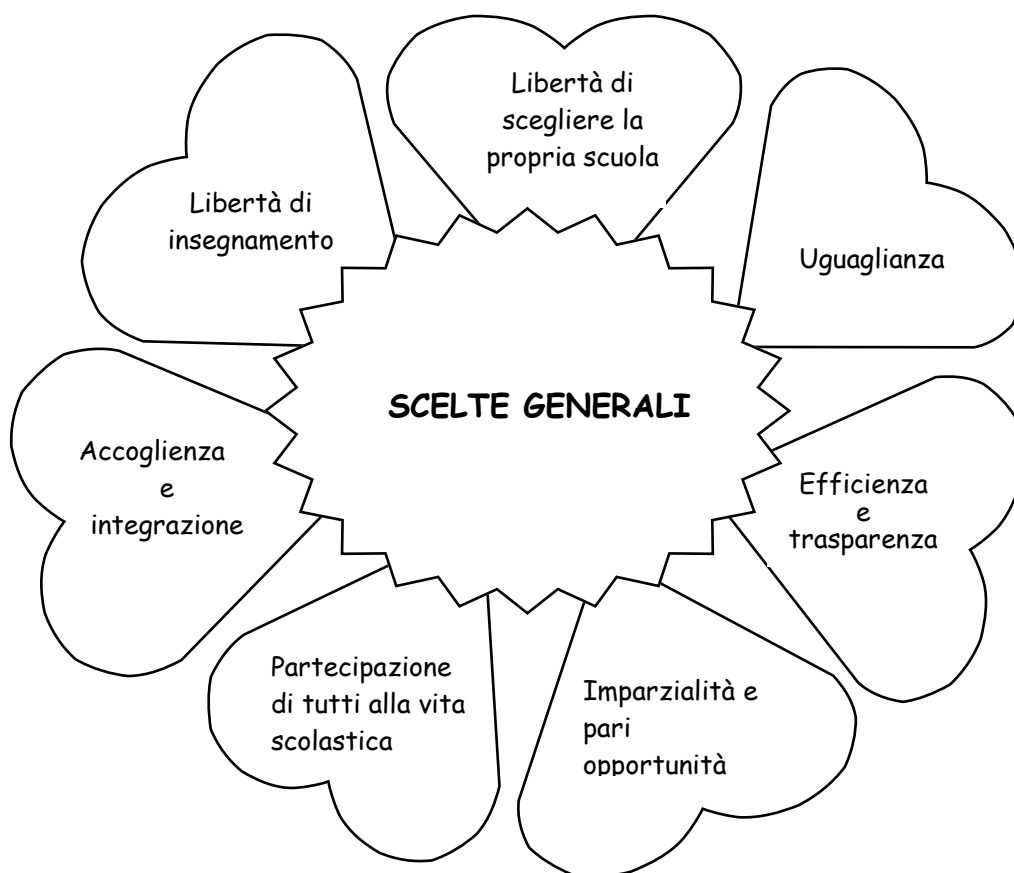 Libertà di
scegliere la
propria scuola
Libertà di
insegnamento
Uguaglianza
SCELTE GENERALI
Accoglienza
e
integrazione
Efficienza
e
trasparenza
Partecipazione
di tutti alla vita
scolastica
Imparzialità e
pari
opportunità